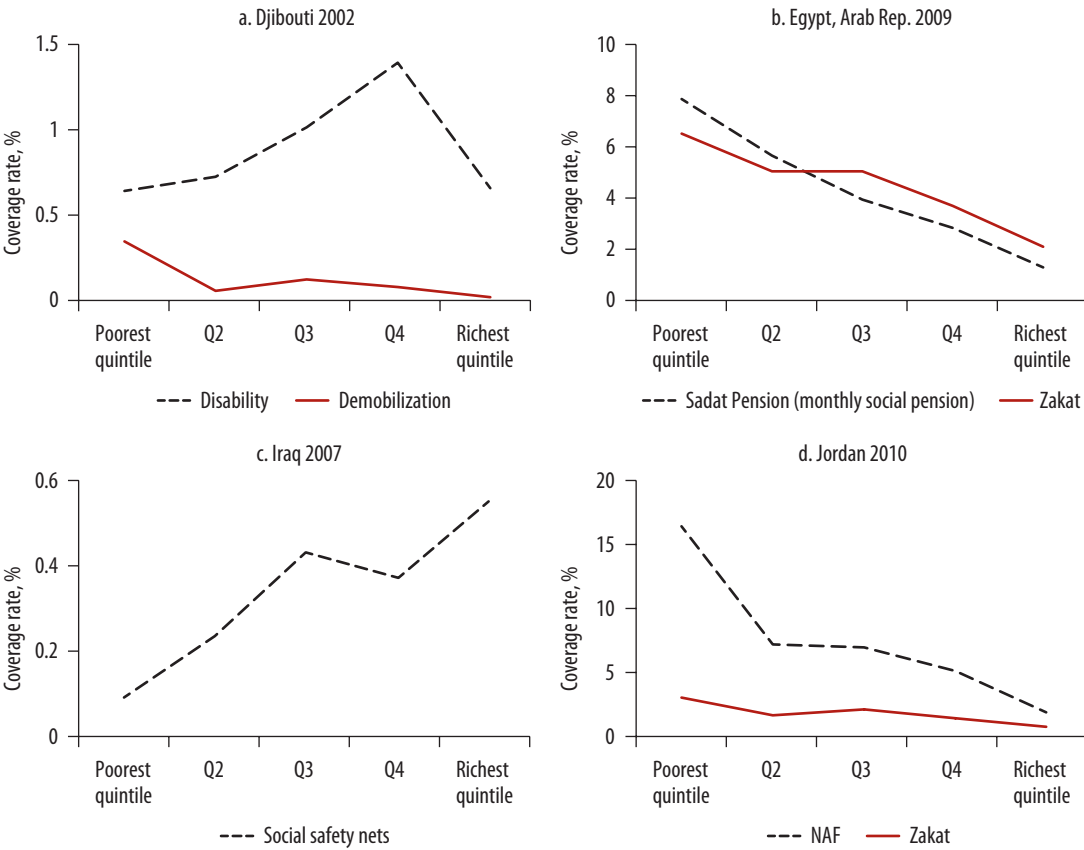 a. Djibouti 2002
Coverage rate, %
1.5
1
0.5
0
Poorest quintile
Q2
Q3
Q4
Richest quintile
Disability
Demobilization
b. Egypt, Arab Rep. 2009
Coverage rate, %
10
8
6
4
2
0
Poorest quintile
Q2
Q3
Q4
Richest quintile
Sadat Pension (monthly social pension)
Zakat
c. Iraq 2007
Coverage rate, %
0.6
0.4
0.2
0
Poorest quintile
Q2
Q3
Q4
Richest quintile
Social safety nets
d. Jordan 2010
Coverage rate, %
20
15
10
5
0
Poorest quintile
Q2
Q3
Q4
Richest quintile
NAF
Zakat